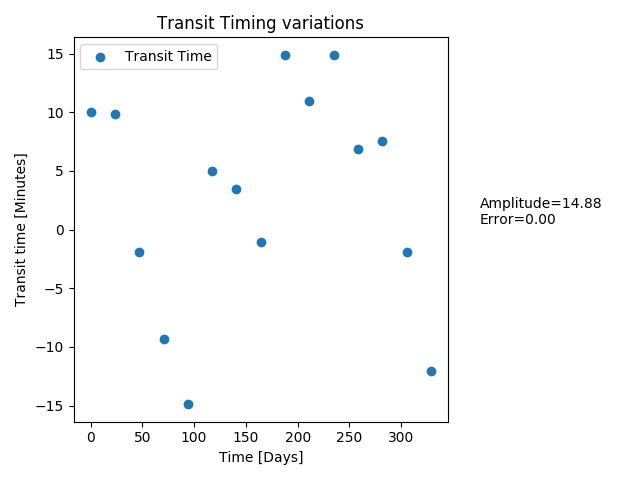 Transit Timing variations
Transit Time
Transit time [Minutes]
15
10
5
0
−5
−10
−15
Amplitude=14.88
Error=0.00
0 50 100 150 200 250 300
Time [Days]